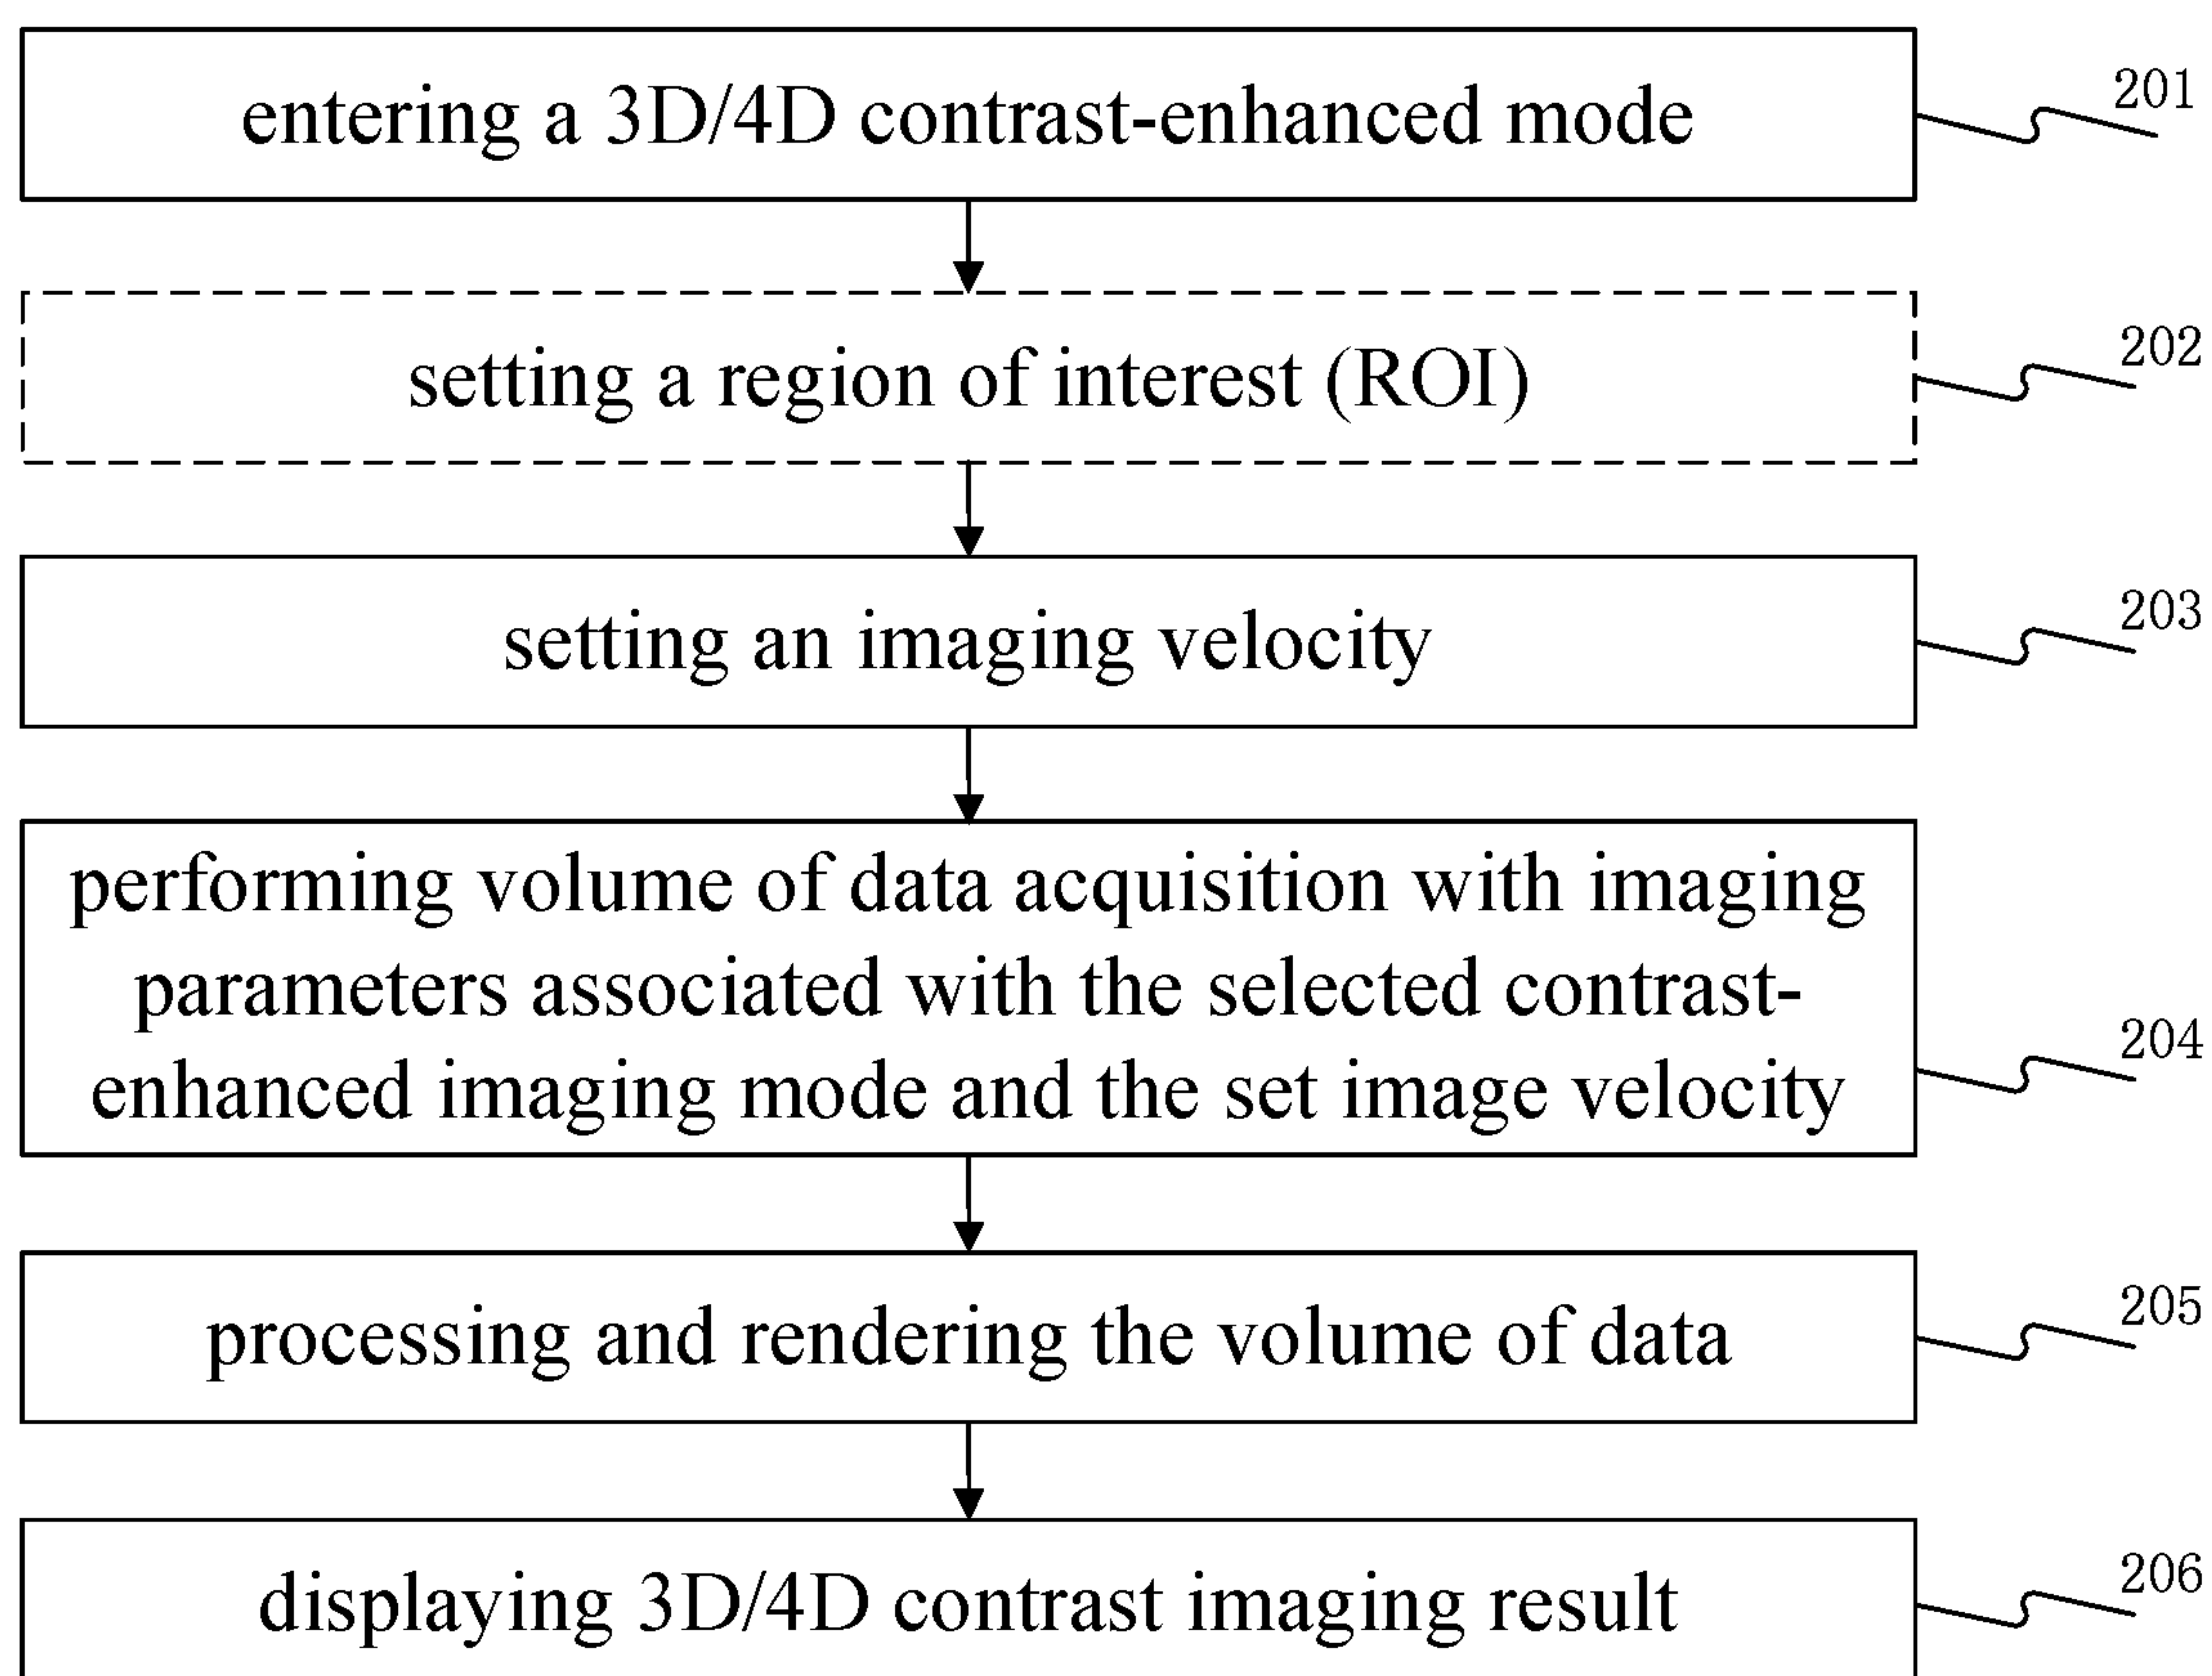 entering a 3D/4D contrast-enhanced mode
201
setting a region of interest (ROI)
202
setting an imaging velocity
203
performing volume of data acquisition with imaging
parameters associated with the selected contrast-
enhanced imaging mode and the set image velocity
204
processing and rendering the volume of data
205
displaying 3D/4D contrast imaging result
206